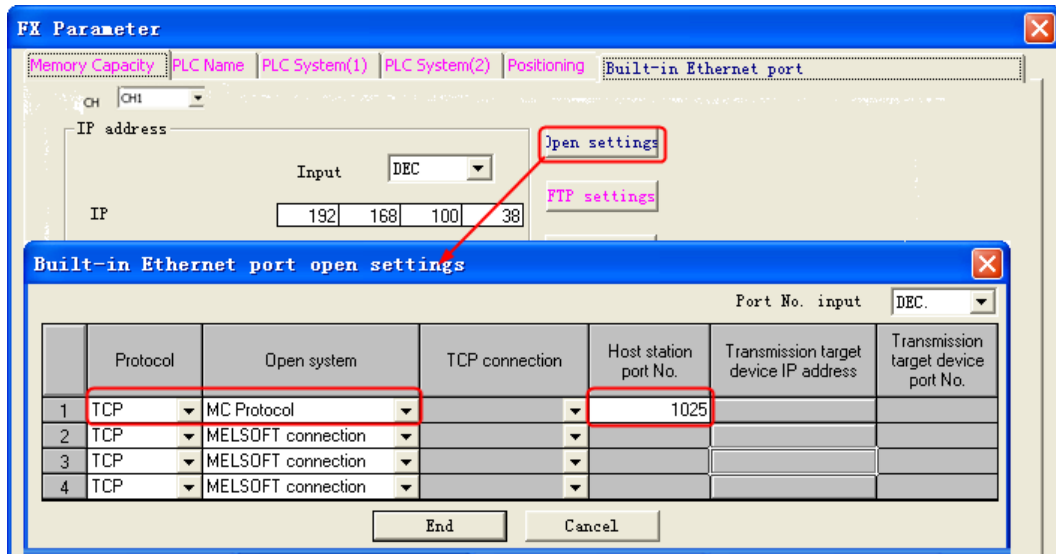 FX Parameter
Memory Capacity PLC Name PLC System(1) PLC System(2) Positioning Built-in Ethernet port
CH CH1
IP address
Open settings
Input DEC
FTP settings
IP 192 168 100 38
Built-in Ethernet port open settings
Port No. input DEC.
Protocol Open system TCP connection Host station port No. Transmission target device IP address Transmission target device port No.
1 TCP MC Protocol 1025
2 TCP MELSOFT connection
3 TCP MELSOFT connection
4 TCP MELSOFT connection
End Cancel